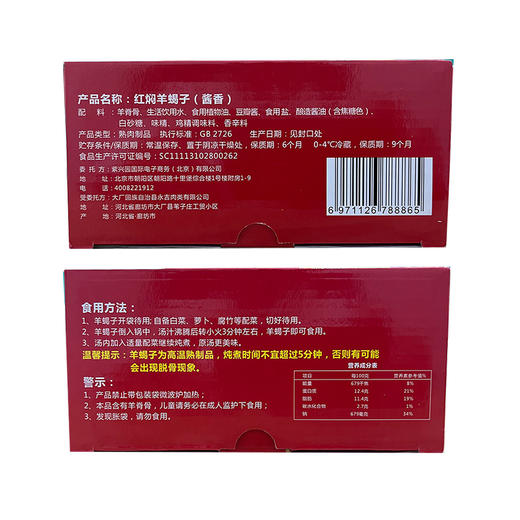 产品名称：红焖羊蝎子（酱香）
配　料：羊脊骨、生活饮用水、食用植物油、豆瓣酱、食用盐、酿造酱油（含焦糖色）、
白砂糖、味精、鸡精调味料、香辛料
产品类型：熟肉制品　执行标准：GB 2726　生产日期：见封口处
贮存条件/保质期：常温保存、置于阴凉干燥处，保质期6个月　0-4℃冷藏，保质期9个月
食品生产许可证编号：SC11113102800262
委 托 方：紫兴园国际电子商务（北京）有限公司
地　址：北京市朝阳区朝阳路十里堡综合楼1号楼附房1-9
电　话：4008221912
受委托方：大厂回族自治县永吉肉类有限公司
地　址：河北省廊坊市大厂县苇子庄工贸小区
产　地：河北省·廊坊市
6 971126 788865
食用方法：
1、羊蝎子开袋待用；自备白菜、萝卜、腐竹等配菜，切好待用。
2、羊蝎子倒入锅中，汤汁沸腾后转小火3分钟左右，羊蝎子即可食用。
3、汤内加入适量配菜继续炖煮，原汤更美味。
温馨提示：羊蝎子为高温熟制品，炖煮时间不宜超过5分钟，否则有可能
会出现脱骨现象。
警示：
1、产品禁止带包装袋微波炉加热；
2、本品含有羊脊骨，儿童请务必在成人监护下食用；
3、发现胀袋，请勿食用。
营养成分表
项目　每100克　营养素参考值%
能量　679千焦　8%
蛋白质　12.4克　21%
脂肪　11.4克　19%
碳水化合物　2.7克　1%
钠　679毫克　34%